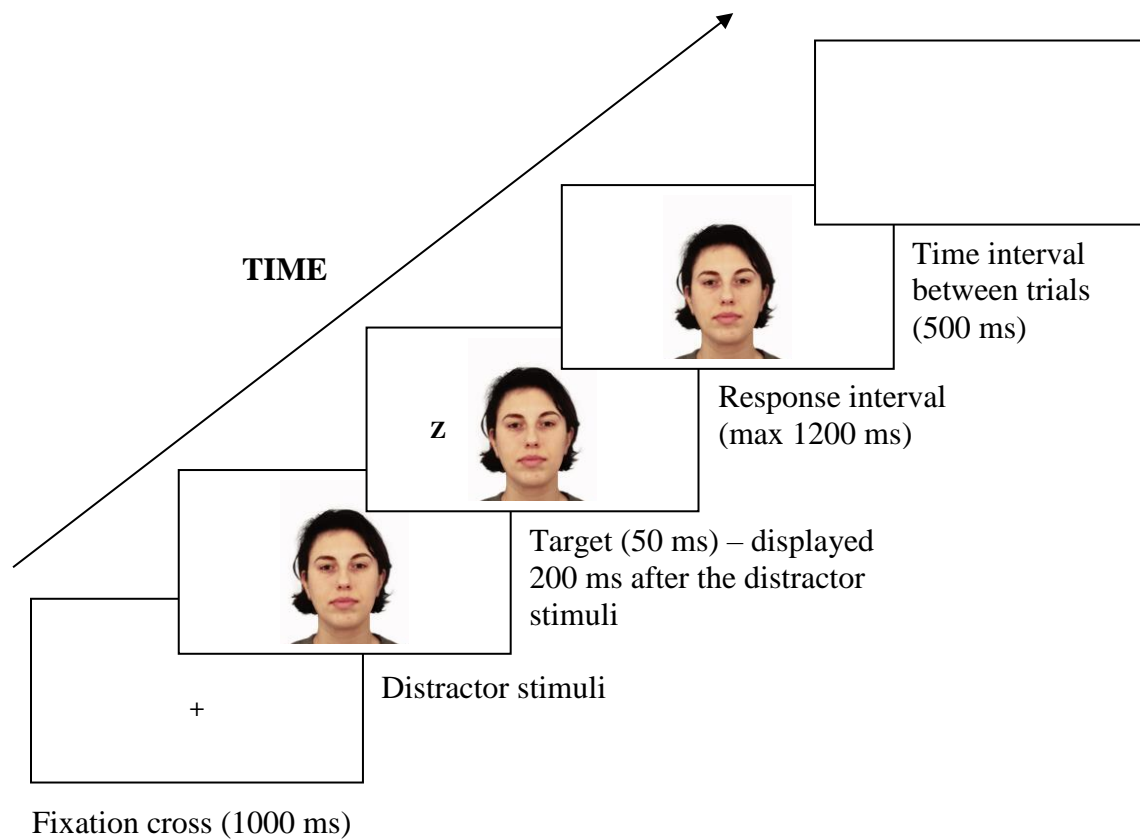 TIME
Time interval
between trials
(500 ms)
Response interval
(max 1200 ms)
Z
Target (50 ms) – displayed
200 ms after the distractor
stimuli
Distractor stimuli
+
Fixation cross (1000 ms)